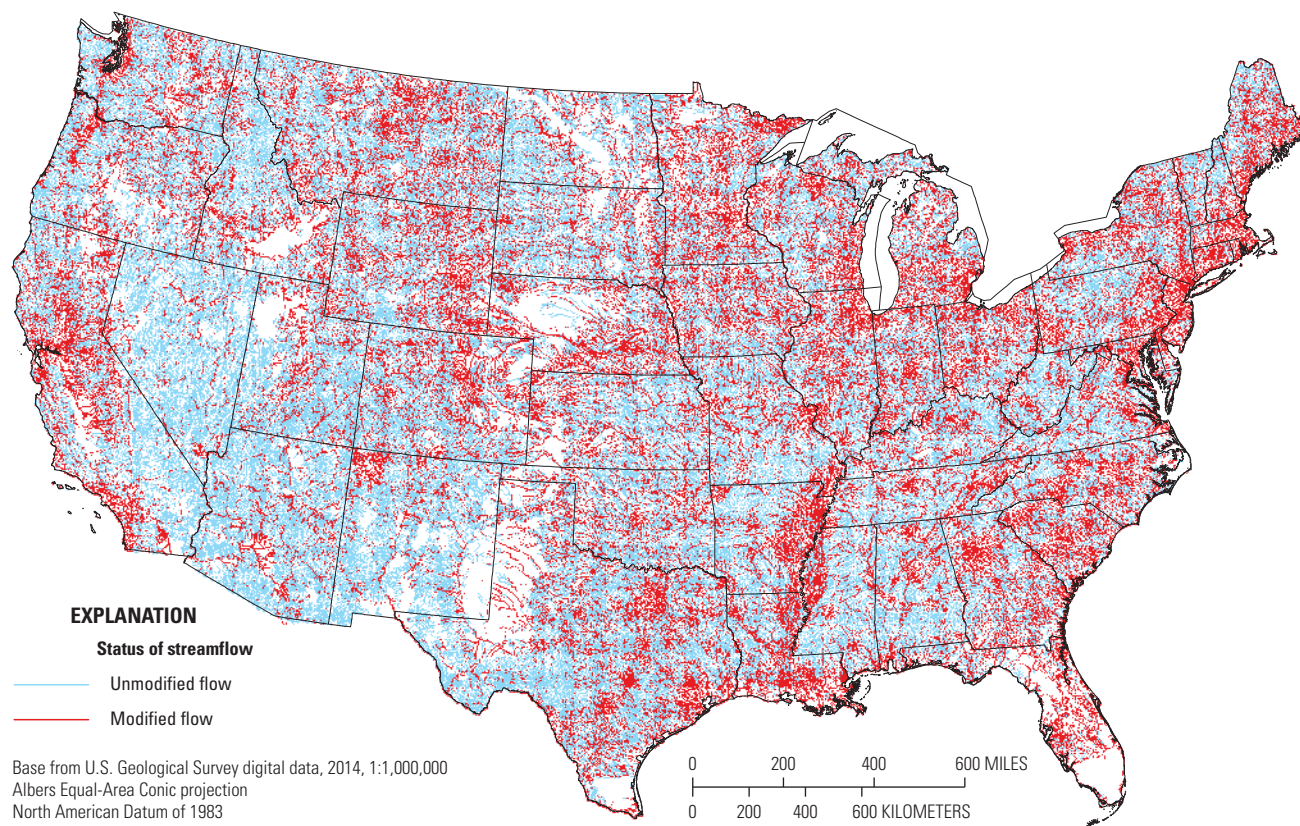 EXPLANATION
Status of streamflow
Unmodified flow
Modified flow
Base from U.S. Geological Survey digital data, 2014, 1:1,000,000
Albers Equal-Area Conic projection
North American Datum of 1983
0 200 400 600 MILES
0 200 400 600 KILOMETERS